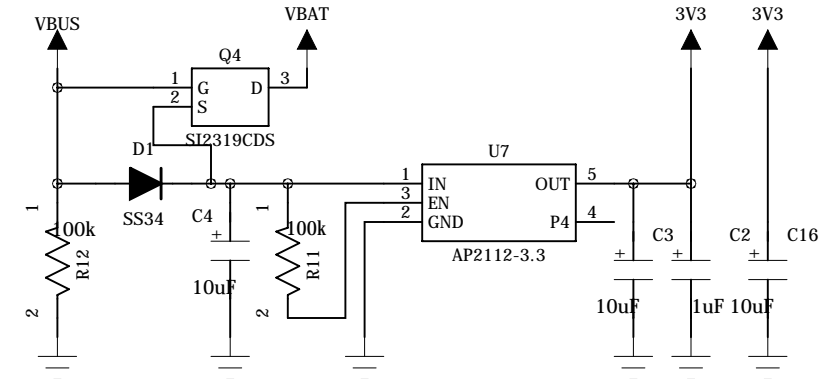 VBUS
VBAT
3V3
3V3
Q4
1
G
D
3
2
S
SI2319CDS
D1
SS34
U7
1
IN
OUT
5
3
EN
2
GND
P4
4
AP2112-3.3
1
100k
R12
2
C4
+
10uF
1
100k
R11
2
C3
+
10uF
C2
+
1uF
C16
+
10uF